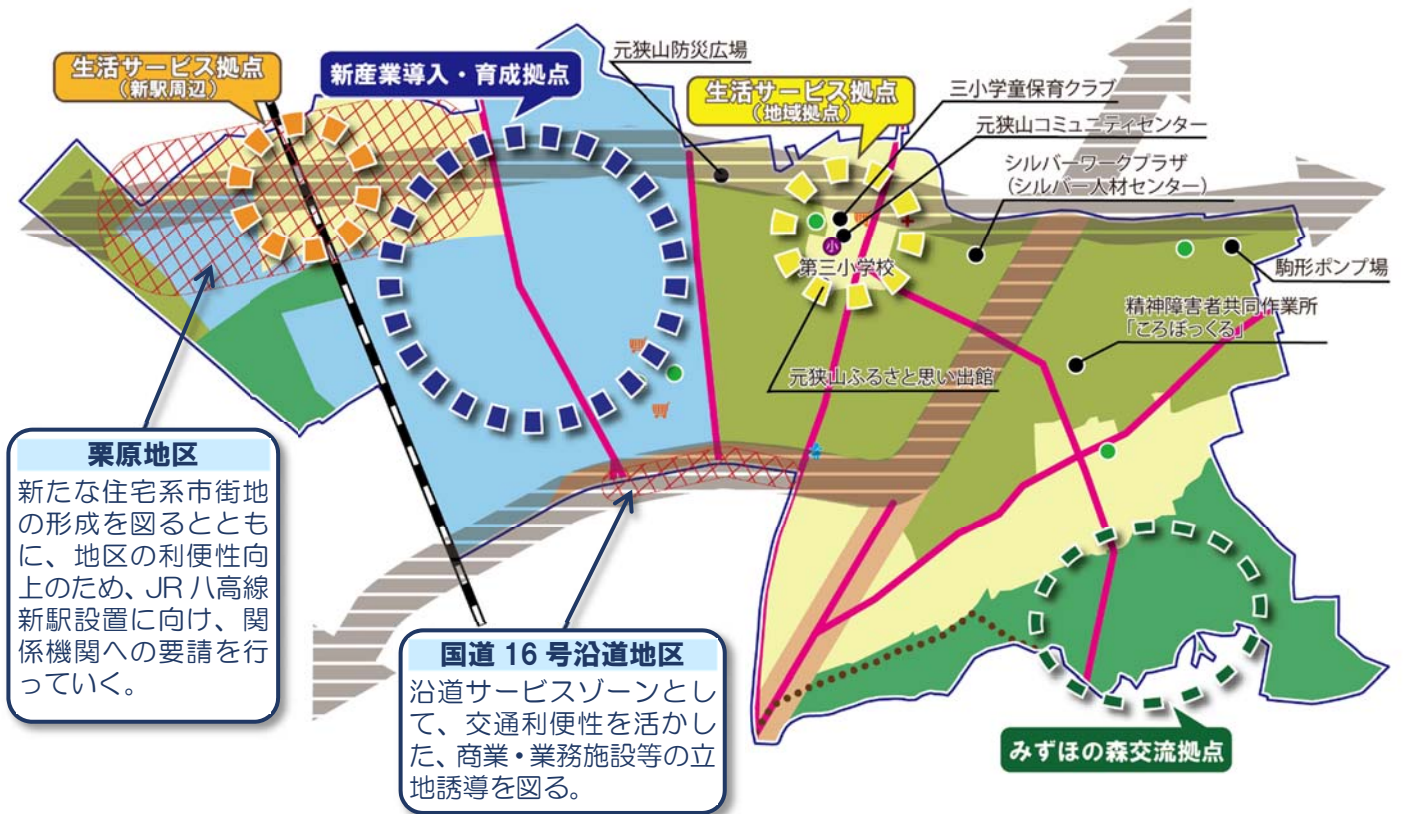 生活サービス拠点
(新駅周辺)
新産業導入・育成拠点
元狭山防災広場
生活サービス拠点
(地域拠点)
三小学童保育クラブ
元狭山コミュニティセンター
シルバーワークプラザ
(シルバー人材センター)
小
第三小学校
駒形ポンプ場
精神障害者共同作業所
「ころぼっくる」
元狭山ふるさと思い出館
栗原地区
新たな住宅系市街地
の形成を図るととも
に、地区の利便性向
上のため、JR八高線
新駅設置に向け、関
係機関への要請を行
っていく。
国道16号沿道地区
沿道サービスゾーンとし
て、交通利便性を活かし
た、商業・業務施設等の立
地誘導を図る。
みずほの森交流拠点